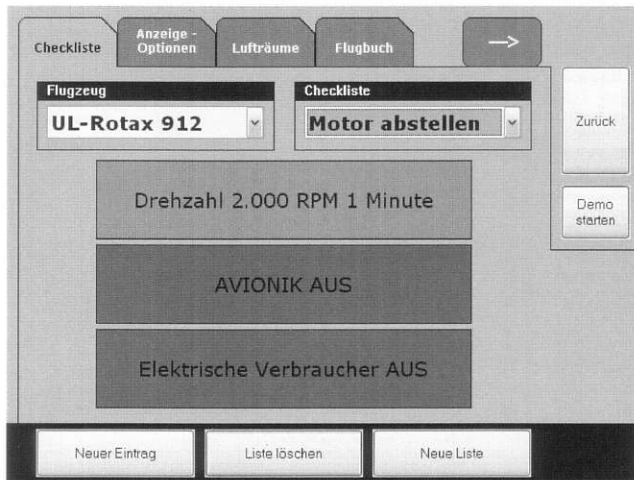 Checkliste
Anzeige -
Optionen
Lufträume
Flugbuch
-->
Flugzeug
Checkliste
UL-Rotax 912
Motor abstellen
Zurück
Demo
starten
Drehzahl 2.000 RPM 1 Minute
AVIONIK AUS
Elektrische Verbraucher AUS
Neuer Eintrag
Liste löschen
Neue Liste